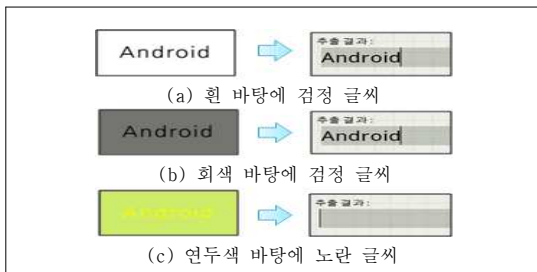 Android
추출결과:
Android
(a) 흰 바탕에 검정 글씨
Android
추출결과:
Android
(b) 회색 바탕에 검정 글씨
Android
추출결과:
(c) 연두색 바탕에 노란 글씨